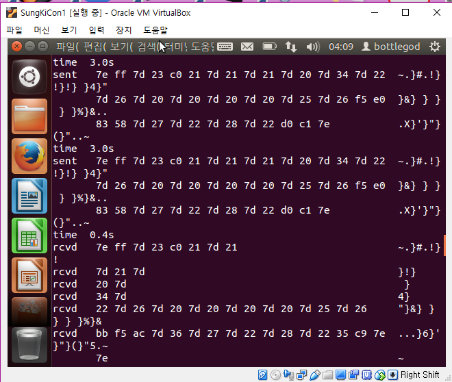 SungKiCon1 [실행 중] - Oracle VM VirtualBox
파일 머신 보기 입력 장치 도움말
파일( 편집( 보기( 검색( 터미 도움말 04:09 bottlegod
time  3.0s
sent   7e ff 7d 23 c0 21 7d 21 7d 21 7d 20 7d 34 7d 22   ~.}#.!}
!}!} }4}"
       7d 26 7d 20 7d 20 7d 20 7d 20 7d 25 7d 26 f5 e0   }&} } }
 } }%}&..
       83 58 7d 27 7d 22 7d 28 7d 22 d0 c1 7e            .X}'}"}
(}"..~
time  3.0s
sent   7e ff 7d 23 c0 21 7d 21 7d 21 7d 20 7d 34 7d 22   ~.}#.!}
!}!} }4}"
       7d 26 7d 20 7d 20 7d 20 7d 20 7d 25 7d 26 f5 e0   }&} } }
 } }%}&..
       83 58 7d 27 7d 22 7d 28 7d 22 d0 c1 7e            .X}'}"}
(}"..~
time  0.4s
rcvd   7e ff 7d 23 c0 21 7d 21                           ~.}#.!}
!
rcvd   7d 21 7d                                          }!}
rcvd   20 7d                                              }
rcvd   34 7d                                             4}
rcvd   22 7d 26 7d 20 7d 20 7d 20 7d 20 7d 25 7d 26      "}&} }
} } }%}&
rcvd   bb f5 ac 7d 36 7d 27 7d 22 7d 28 7d 22 35 c9 7e   ...}6}'
}"}(}"5.~
       7e                                                ~
Right Shift